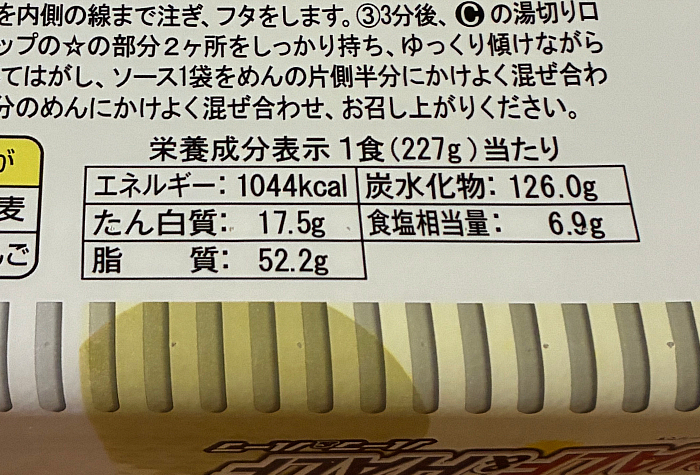 を内側の線まで注ぎ、フタをします。③3分後、Ⓒの湯切り口
ップの☆の部分2ヶ所をしっかり持ち、ゆっくり傾けながら
てはがし、ソース1袋をめんの片側半分にかけよく混ぜ合わ
分のめんにかけよく混ぜ合わせ、お召し上がりください。
が
麦
んご
栄養成分表示 1食(227g)当たり
エネルギー: 1044kcal 炭水化物: 126.0g
たん白質: 17.5g 食塩相当量: 6.9g
脂 質: 52.2g
HALF&HALF